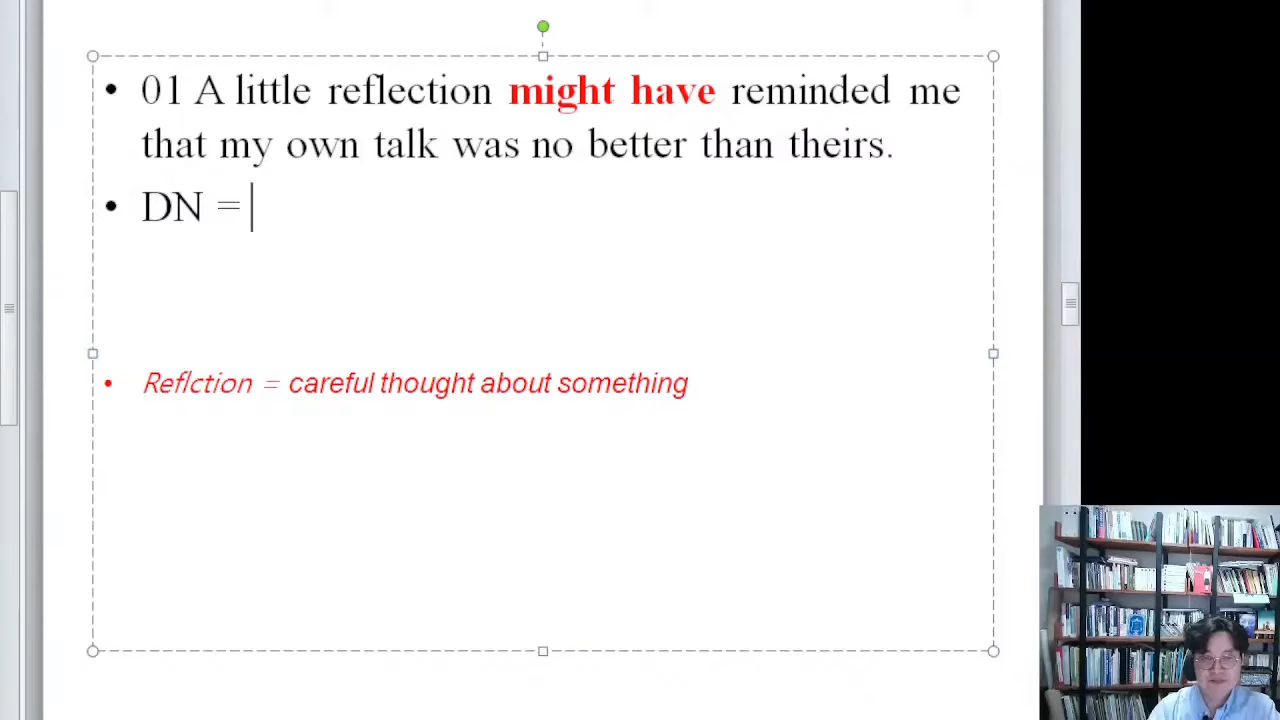 • 01 A little reflection might have reminded me
that my own talk was no better than theirs.
• DN =
• Reflction = careful thought about something